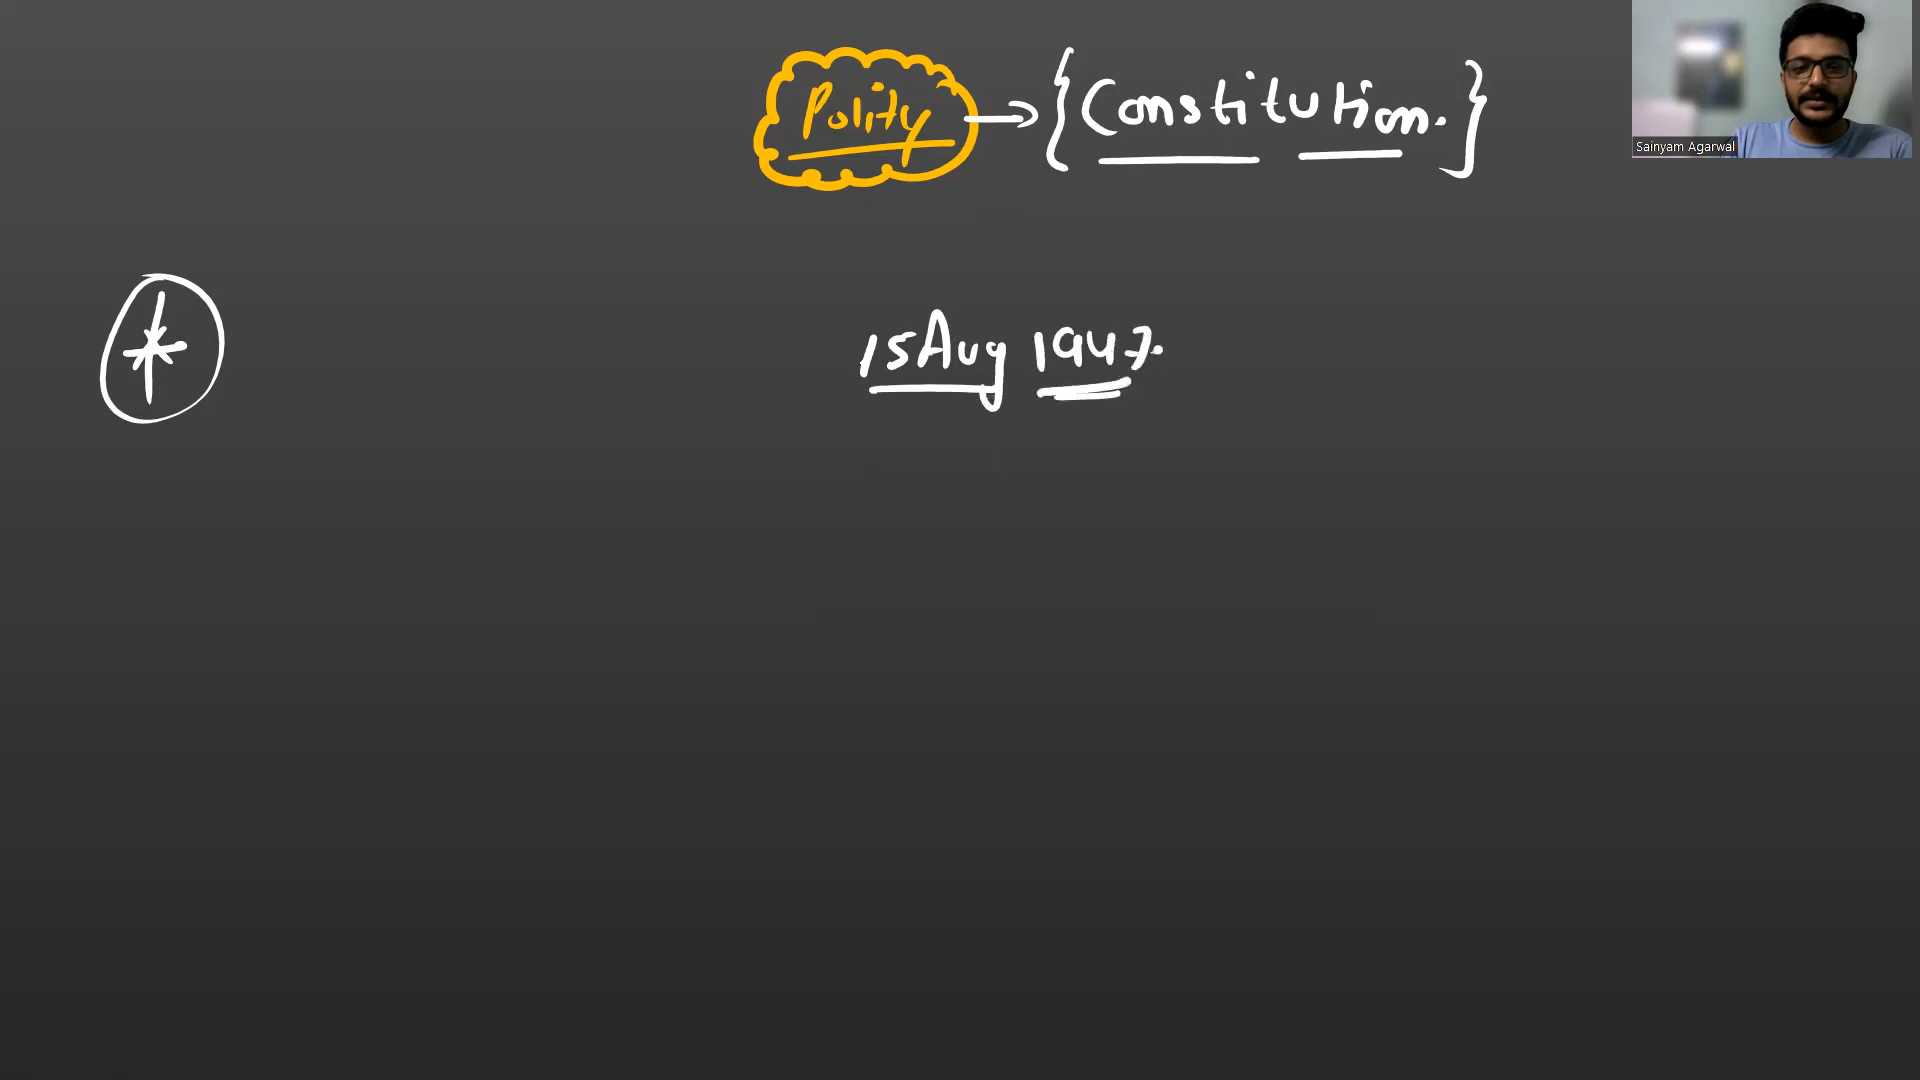 Polity → {Constitution.}
Sainyam Agarwal
* 15 Aug 1947.